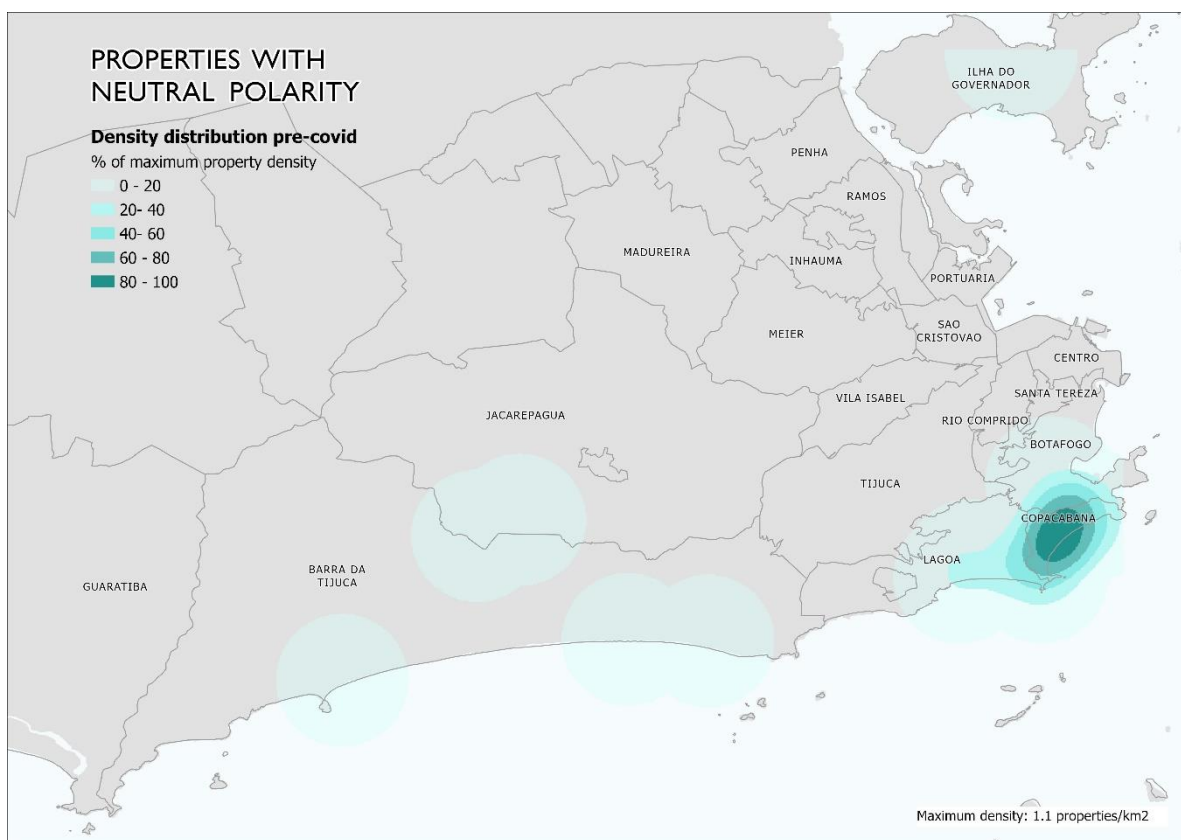 PROPERTIES WITH
NEUTRAL POLARITY
Density distribution pre-covid
% of maximum property density
0 - 20
20- 40
40- 60
60 - 80
80 - 100
ILHA DO
GOVERNADOR
PENHA
RAMOS
MADUREIRA
INHAUMA
PORTUARIA
MEIER
SAO
CRISTOVAO
CENTRO
SANTA TEREZA
VILA ISABEL
JACAREPAGUA
RIO COMPRIDO
BOTAFOGO
TIJUCA
COPACABANA
LAGOA
BARRA DA
TIJUCA
GUARATIBA
Maximum density: 1.1 properties/km2